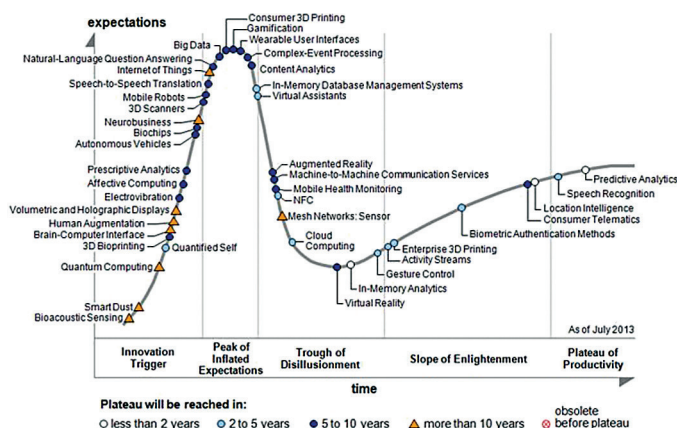 expectations
Consumer 3D Printing
Gamification
Wearable User Interfaces
Big Data
Complex-Event Processing
Natural-Language Question Answering
Content Analytics
Internet of Things
In-Memory Database Management Systems
Speech-to-Speech Translation
Virtual Assistants
Mobile Robots
3D Scanners
Neurobusiness
Biochips
Autonomous Vehicles
Augmented Reality
Prescriptive Analytics
Machine-to-Machine Communication Services
Affective Computing
Mobile Health Monitoring
Electrovibration
NFC
Volumetric and Holographic Displays
Mesh Networks: Sensor
Human Augmentation
Brain-Computer Interface
3D Bioprinting
Quantified Self
Cloud
Computing
Quantum Computing
Smart Dust
Bioacoustic Sensing
Predictive Analytics
Speech Recognition
Location Intelligence
Consumer Telematics
Biometric Authentication Methods
Enterprise 3D Printing
Activity Streams
Gesture Control
In-Memory Analytics
Virtual Reality
As of July 2013
Innovation
Trigger
Peak of
Inflated
Expectations
Trough of
Disillusionment
Slope of Enlightenment
Plateau of
Productivity
time
Plateau will be reached in:
less than 2 years
2 to 5 years
5 to 10 years
more than 10 years
obsolete
before plateau